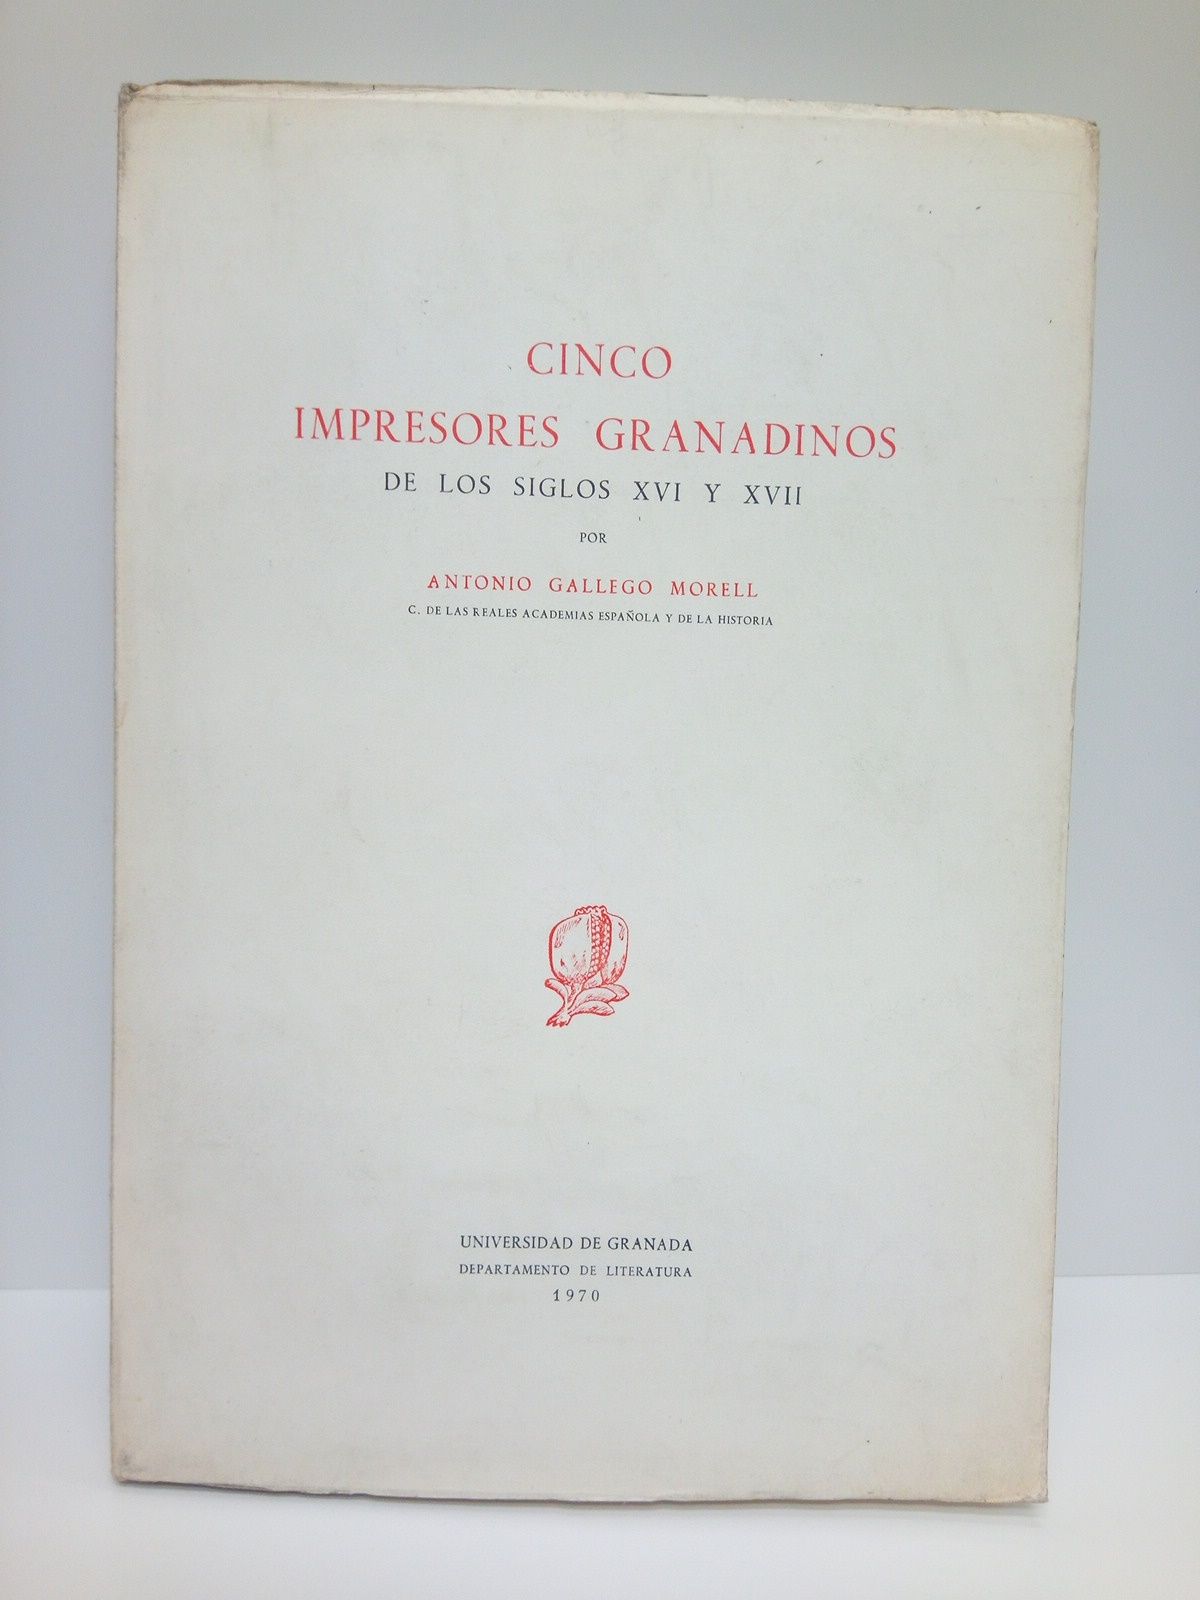 CINCO
IMPRESORES GRANADINOS
DE LOS SIGLOS XVI Y XVII
POR
ANTONIO GALLEGO MORELL
C. DE LAS REALES ACADEMIAS ESPAÑOLA Y DE LA HISTORIA
UNIVERSIDAD DE GRANADA
DEPARTAMENTO DE LITERATURA
1970